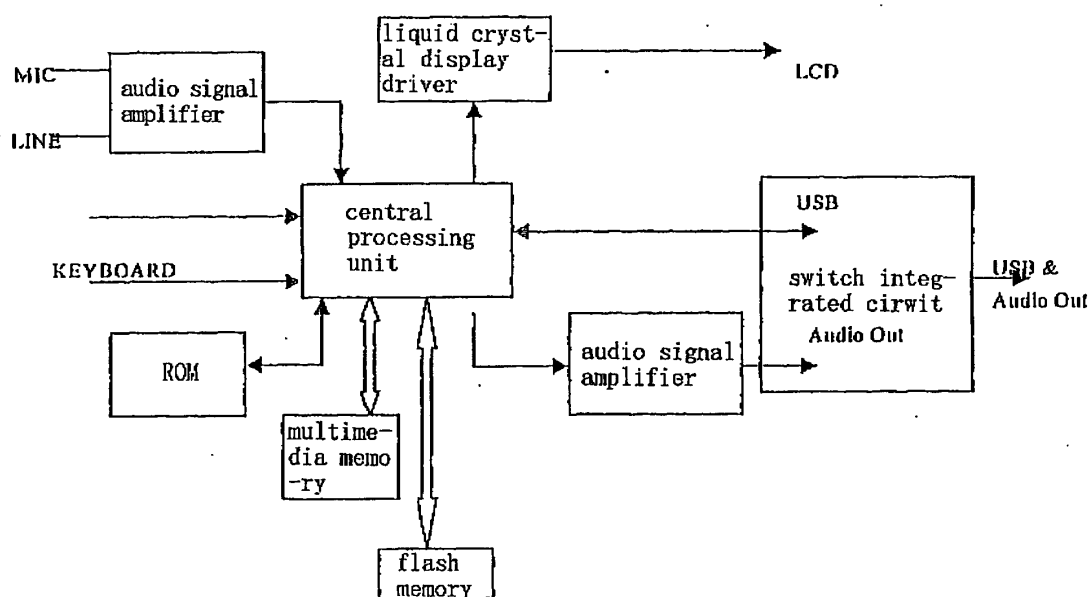 liquid cryst-
al display
driver
LCD
MIC
LINE
audio signal
amplifier
central
processing
unit
KEYBOARD
USB
switch integ-
rated cirwit
Audio Out
USB &
Audio Out
ROM
audio signal
amplifier
multime-
dia memo
-ry
flash
memory